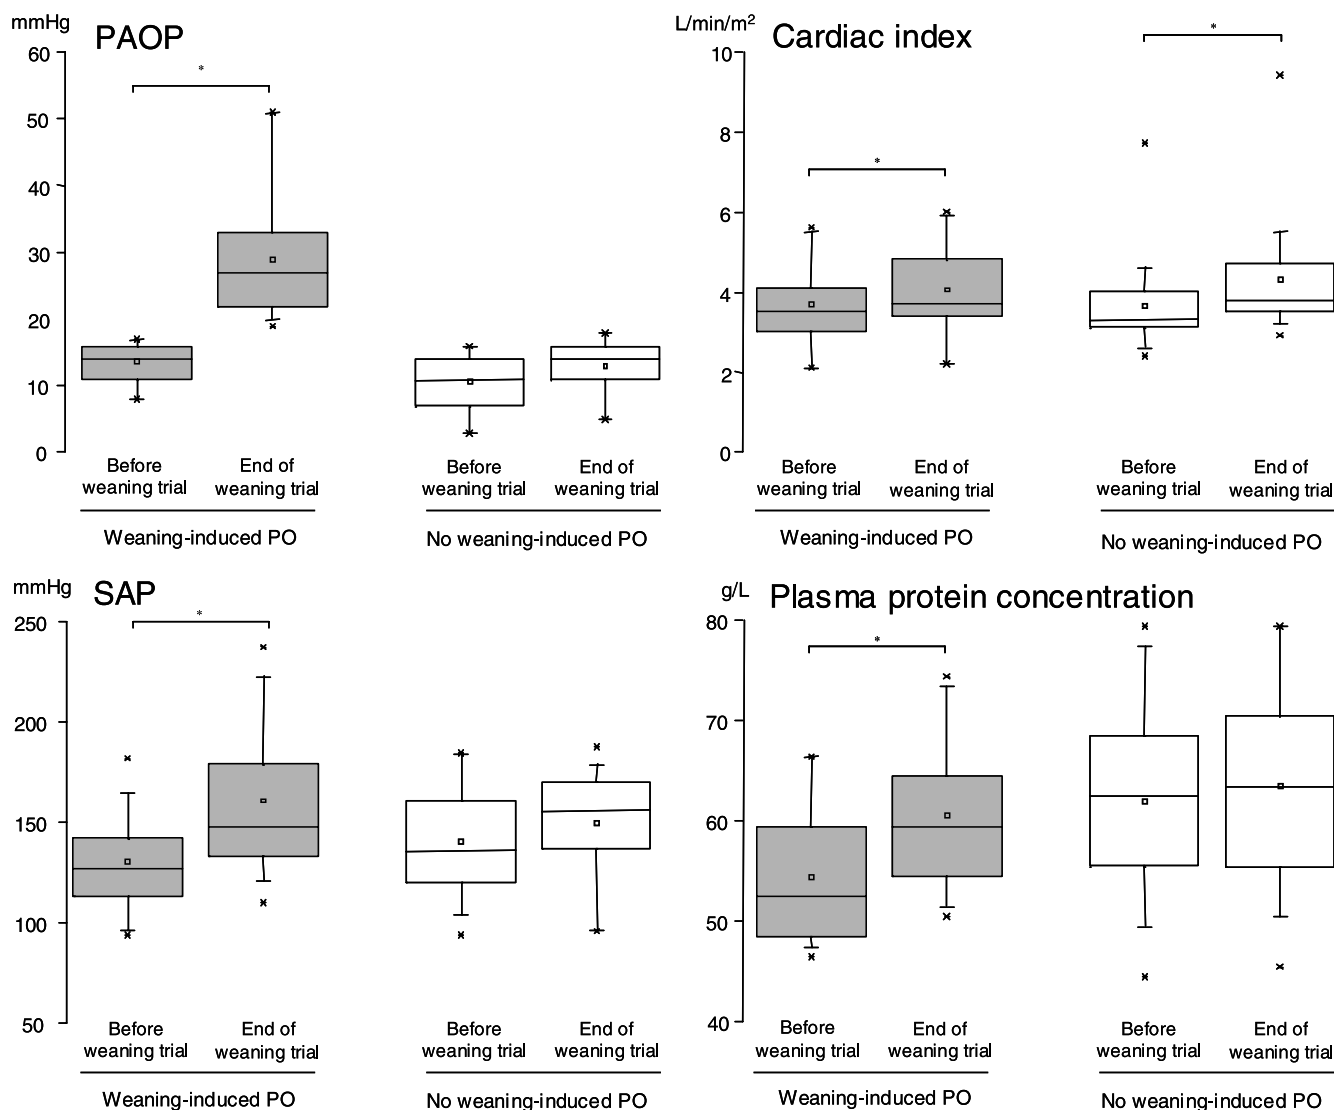 mmHg
PAOP
60
50
40
30
20
10
0
*
Before
weaning trial
End of
weaning trial
Before
weaning trial
End of
weaning trial
Weaning-induced PO
No weaning-induced PO
L/min/m²
Cardiac index
10
8
6
4
2
0
*
*
Before
weaning trial
End of
weaning trial
Before
weaning trial
End of
weaning trial
Weaning-induced PO
No weaning-induced PO
mmHg
SAP
250
200
150
100
50
*
Before
weaning trial
End of
weaning trial
Before
weaning trial
End of
weaning trial
Weaning-induced PO
No weaning-induced PO
g/L
Plasma protein concentration
80
70
60
50
40
*
Before
weaning trial
End of
weaning trial
Before
weaning trial
End of
weaning trial
Weaning-induced PO
No weaning-induced PO